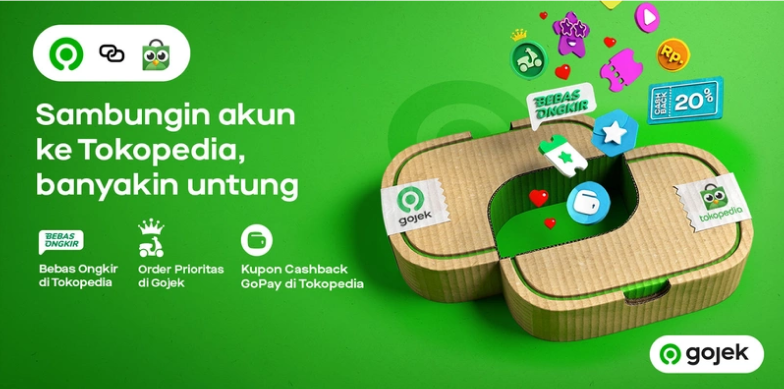 Sambungin akun
ke Tokopedia,
banyakin untung
BEBAS
ONGKIR
Bebas Ongkir
di Tokopedia
Order Prioritas
di Gojek
Kupon Cashback
GoPay di Tokopedia
Rp.
CASH
BACK
20%
BEBAS
ONGKIR
gojek
tokopedia
gojek